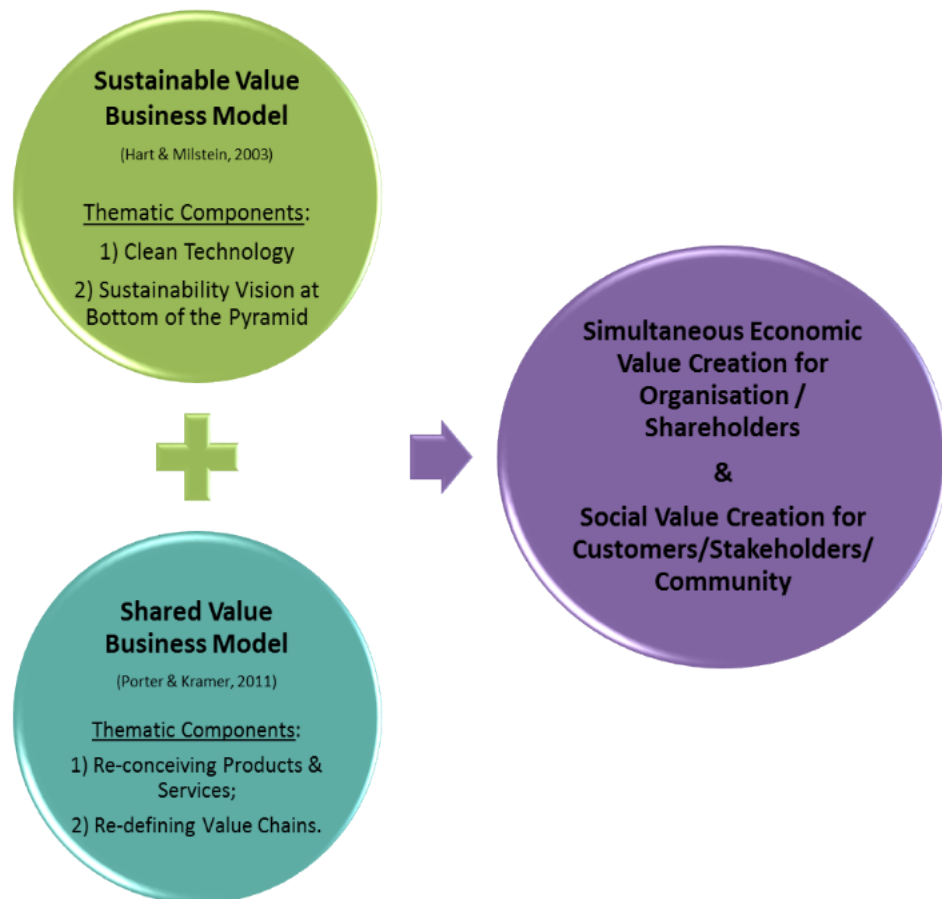 Sustainable Value
Business Model
(Hart & Milstein, 2003)
Thematic Components:
1) Clean Technology
2) Sustainability Vision at
Bottom of the Pyramid
Shared Value
Business Model
(Porter & Kramer, 2011)
Thematic Components:
1) Re-conceiving Products &
Services;
2) Re-defining Value Chains.
Simultaneous Economic
Value Creation for
Organisation /
Shareholders
&
Social Value Creation for
Customers/Stakeholders/
Community